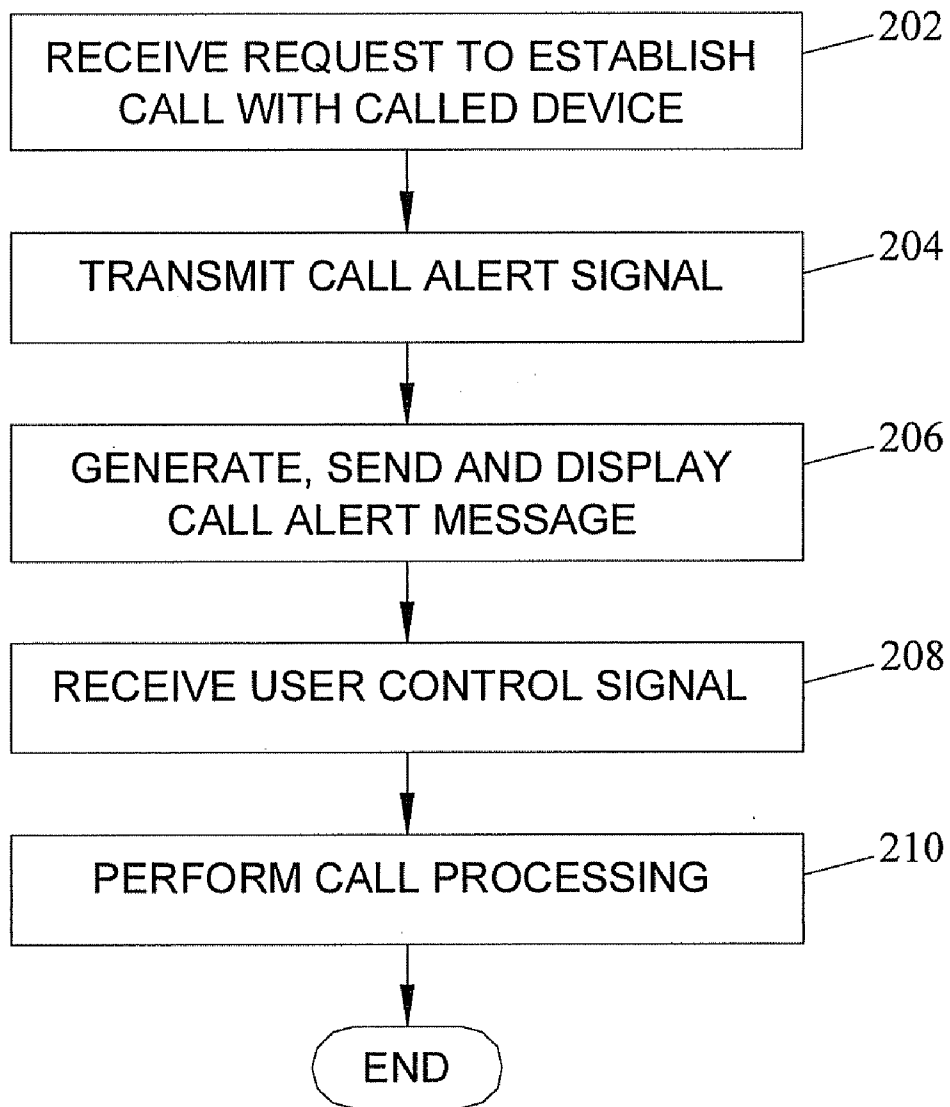 RECEIVE REQUEST TO ESTABLISH
CALL WITH CALLED DEVICE
202
TRANSMIT CALL ALERT SIGNAL
204
GENERATE, SEND AND DISPLAY
CALL ALERT MESSAGE
206
RECEIVE USER CONTROL SIGNAL
208
PERFORM CALL PROCESSING
210
END